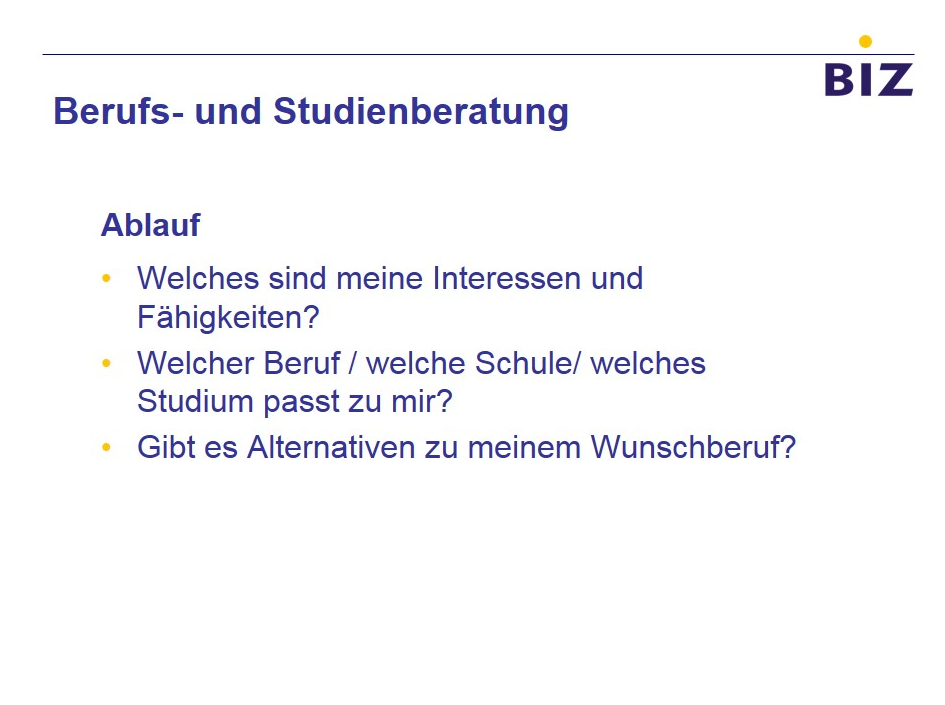 BIZ
Berufs- und Studienberatung
Ablauf
• Welches sind meine Interessen und
Fähigkeiten?
• Welcher Beruf / welche Schule/ welches
Studium passt zu mir?
• Gibt es Alternativen zu meinem Wunschberuf?